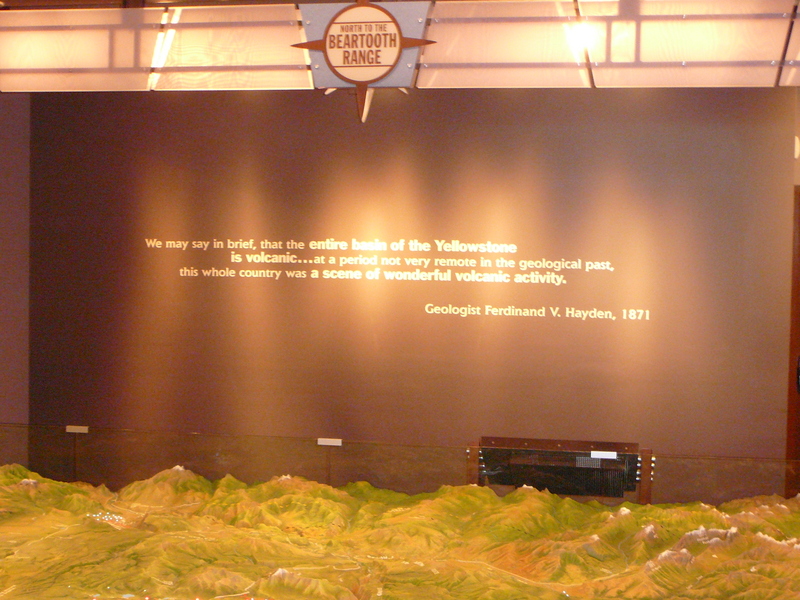 NORTH TO THE
BEARTOOTH
RANGE
We may say in brief, that the entire basin of the Yellowstone
is volcanic...at a period not very remote in the geological past,
this whole country was a scene of wonderful volcanic activity.
Geologist Ferdinand V. Hayden, 1871